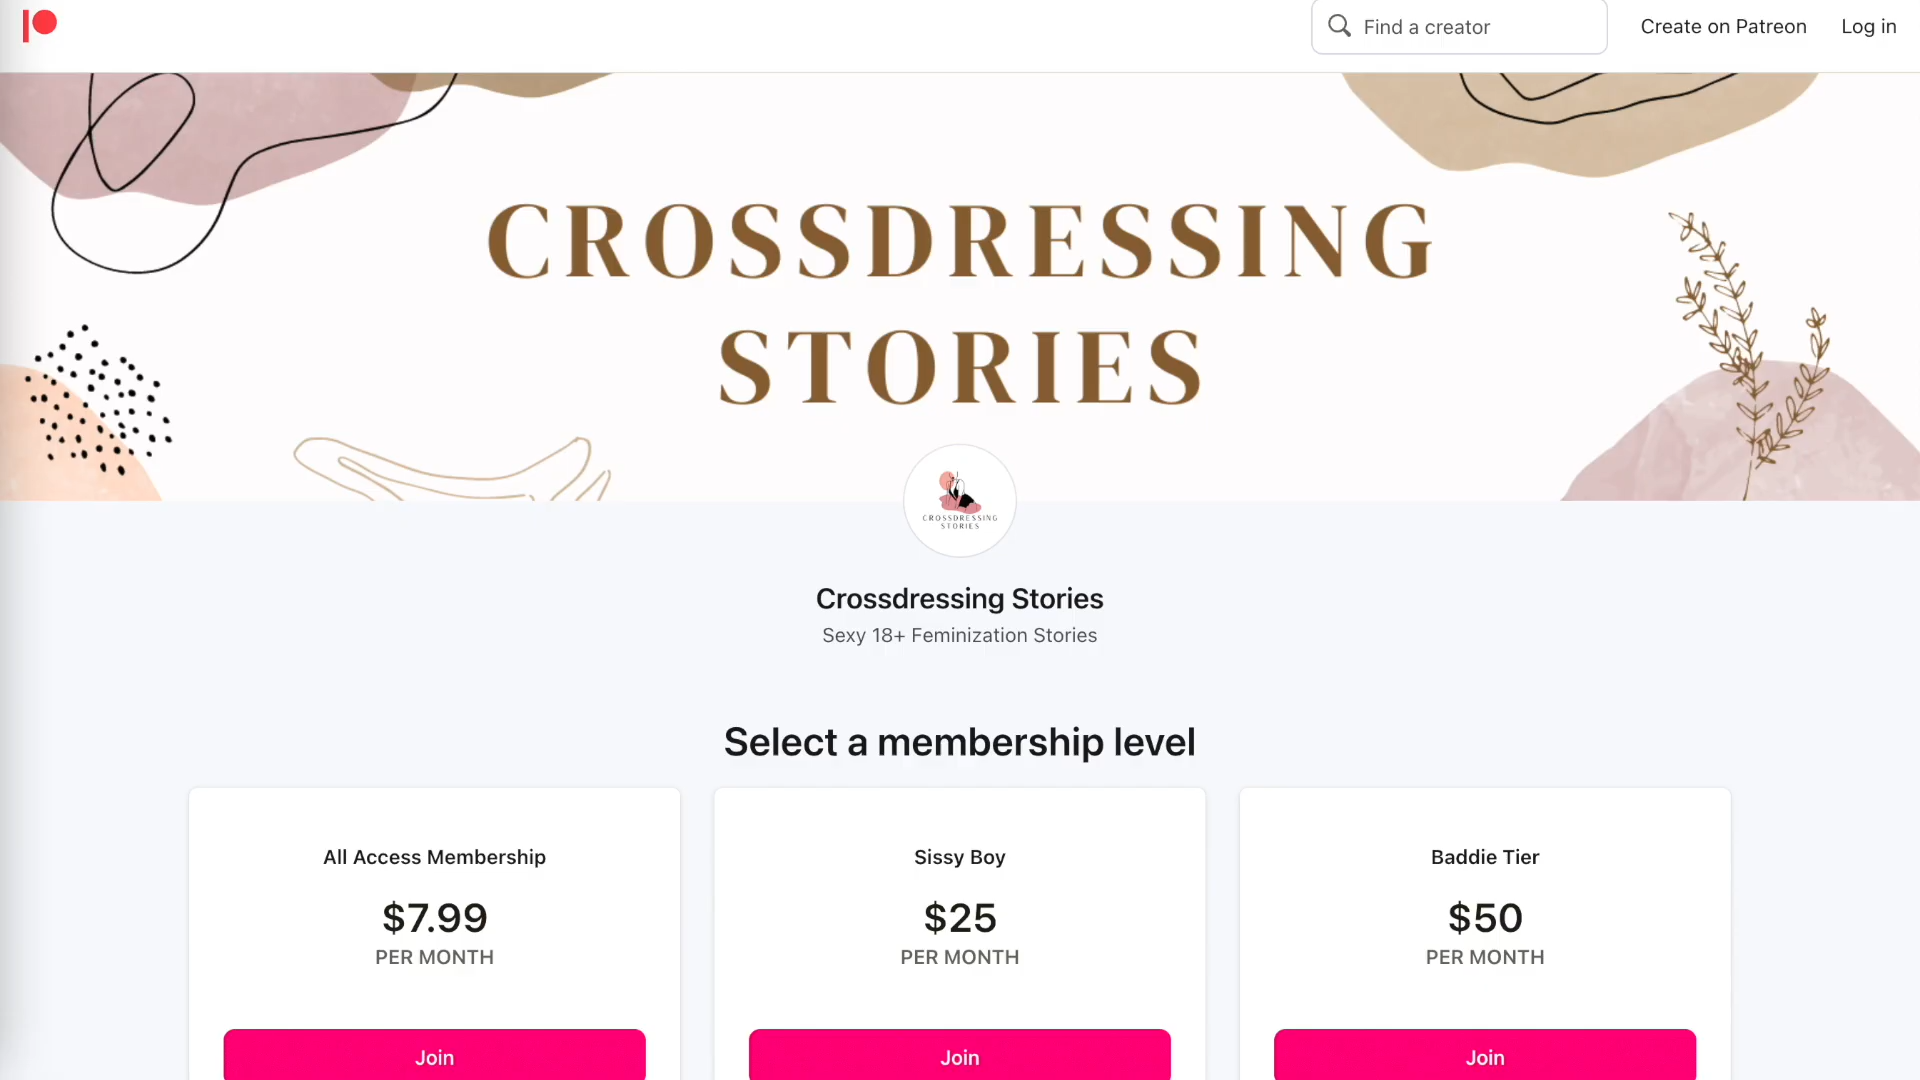 Find a creator
Create on Patreon
Log in
CROSSDRESSING
STORIES
CROSSDRESSING
STORIES
Crossdressing Stories
Sexy 18+ Feminization Stories
Select a membership level
All Access Membership
$7.99
PER MONTH
Join
Sissy Boy
$25
PER MONTH
Join
Baddie Tier
$50
PER MONTH
Join